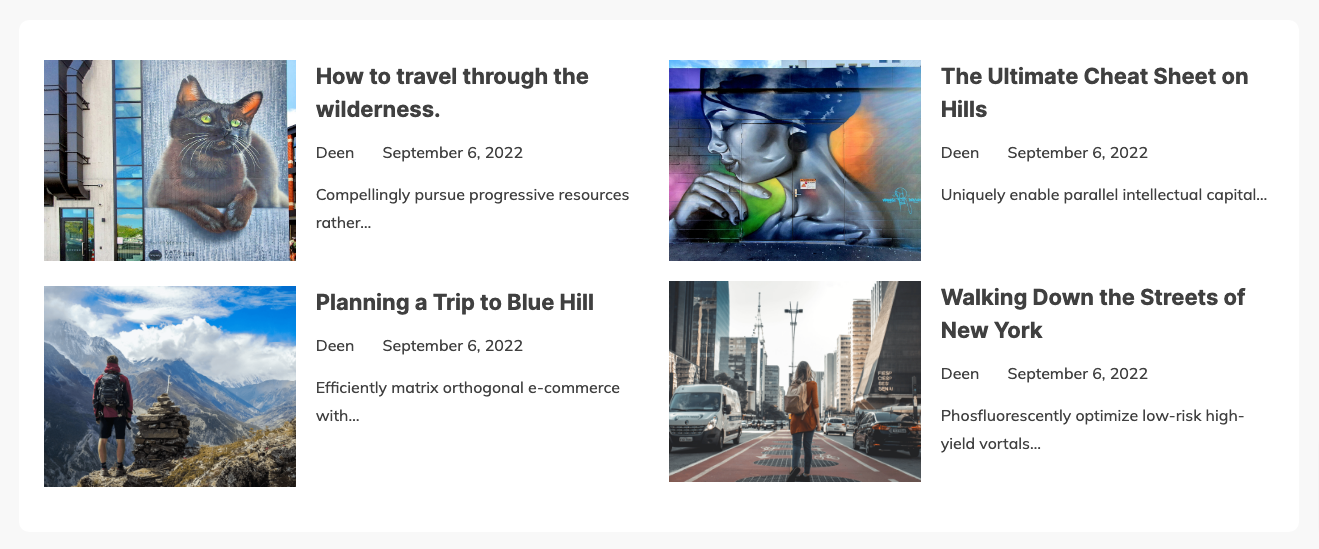 How to travel through the
wilderness.
Deen September 6, 2022
Compellingly pursue progressive resources
rather...
The Ultimate Cheat Sheet on
Hills
Deen September 6, 2022
Uniquely enable parallel intellectual capital...
Planning a Trip to Blue Hill
Deen September 6, 2022
Efficiently matrix orthogonal e-commerce
with...
Walking Down the Streets of
New York
Deen September 6, 2022
Phosfluorescently optimize low-risk high-
yield vortals...